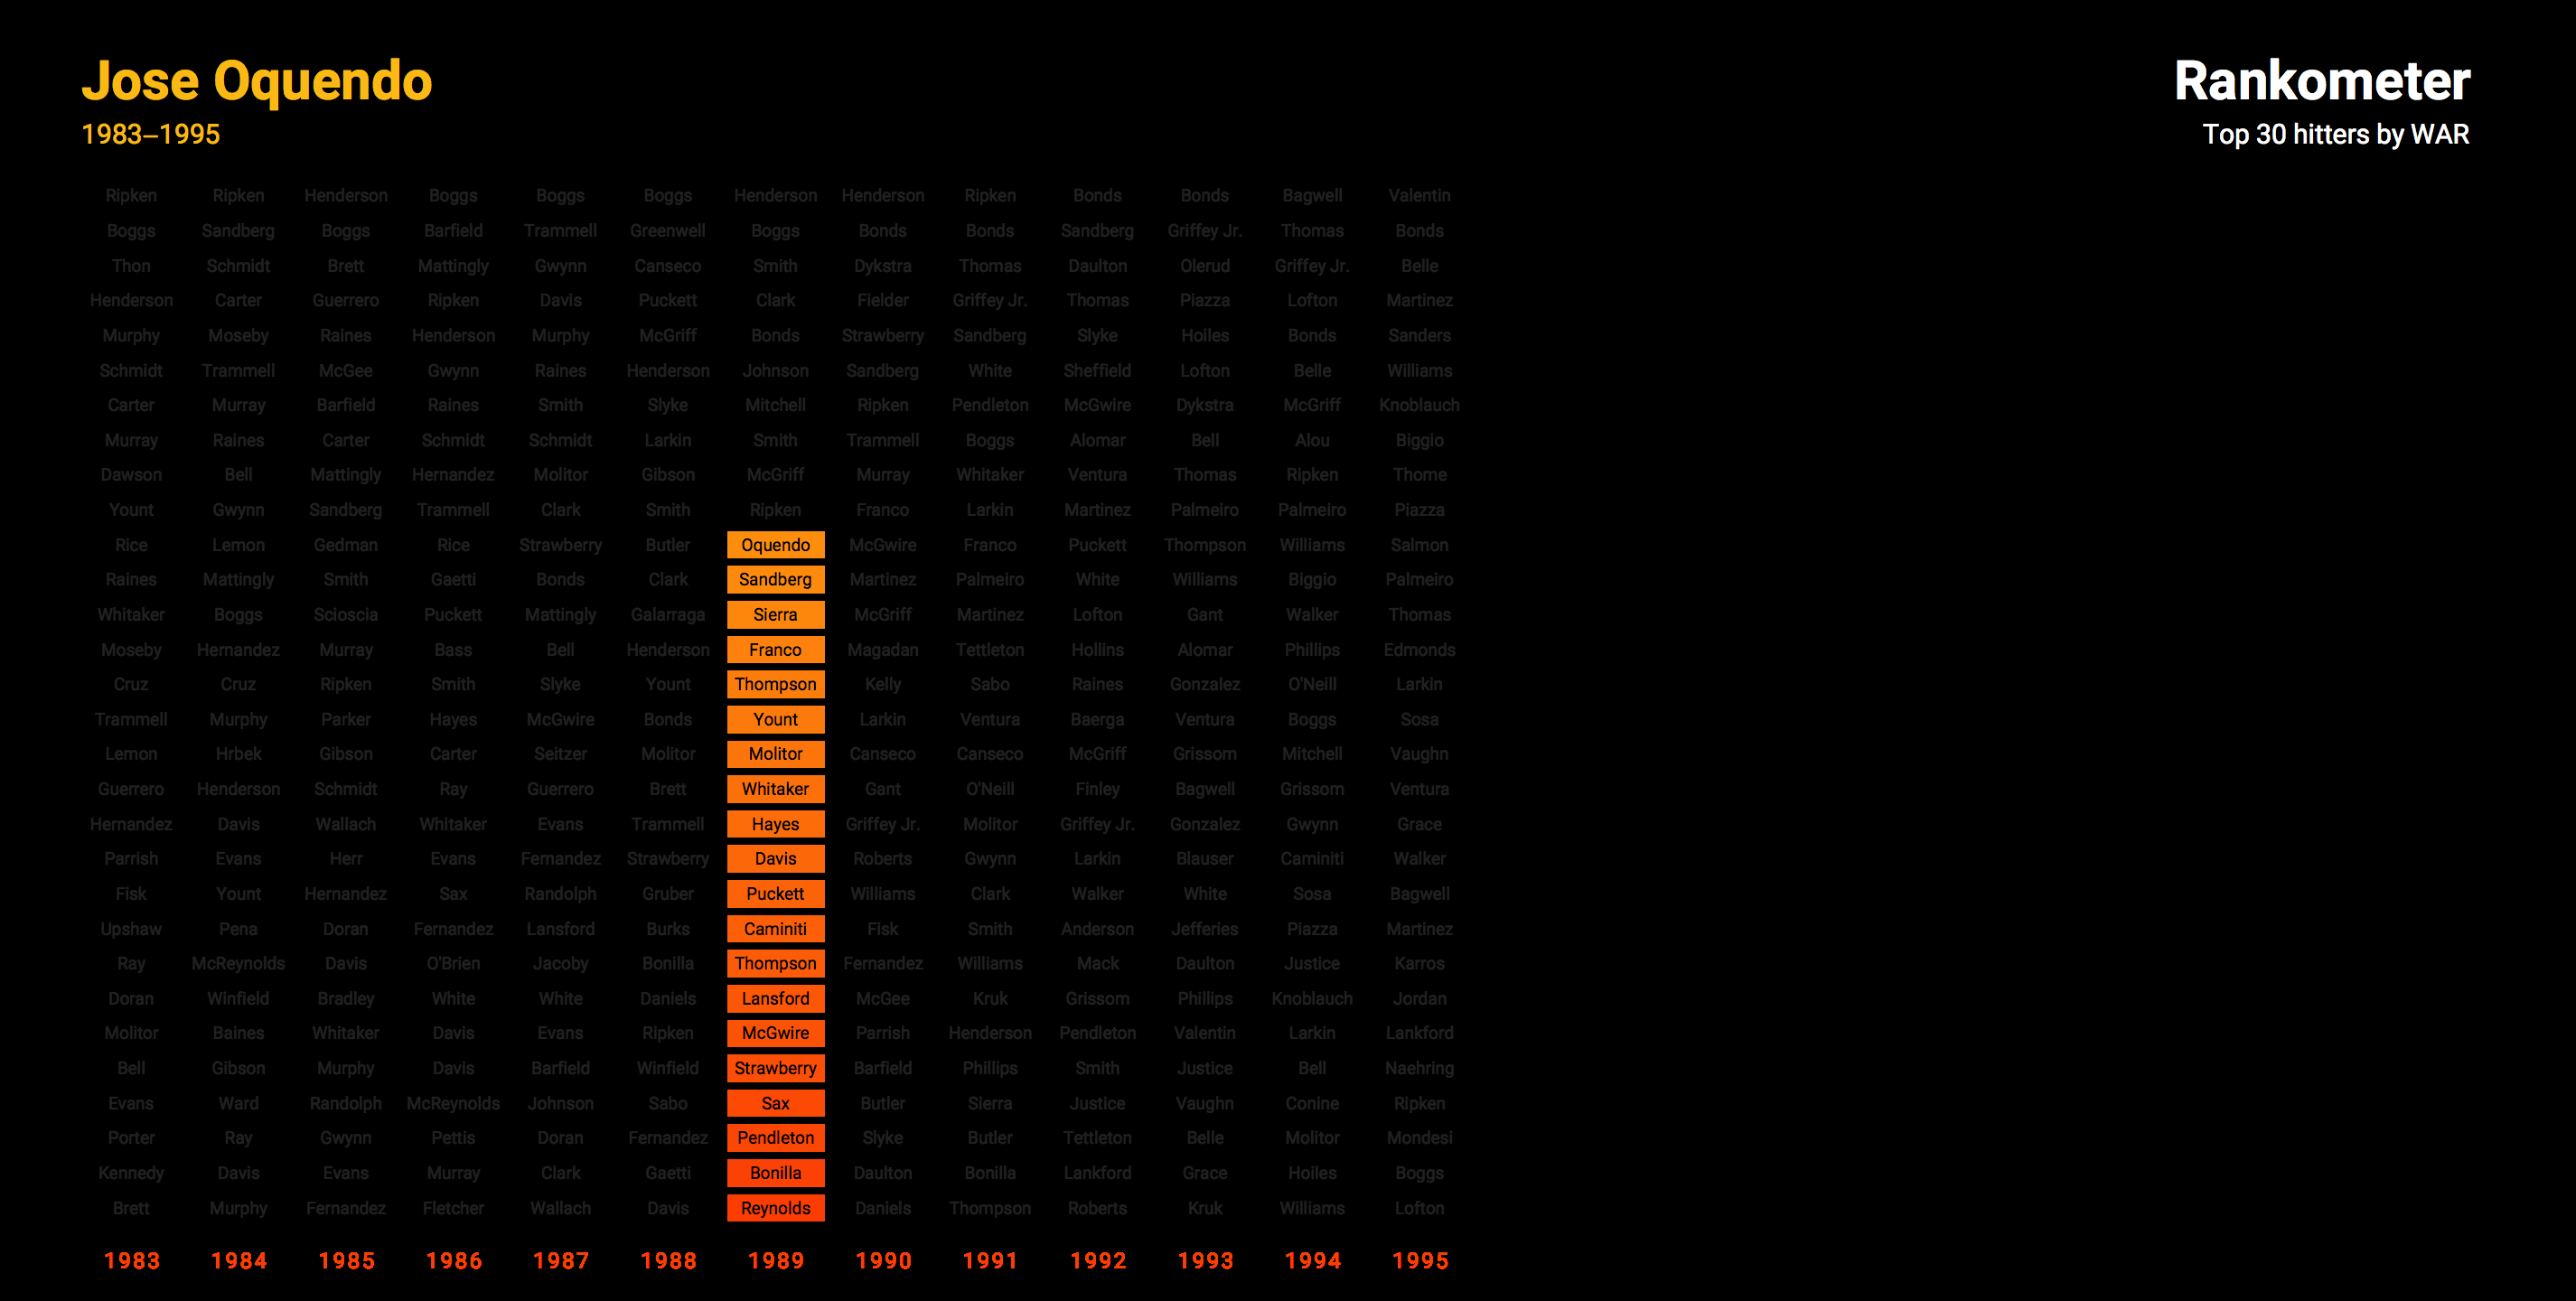 Jose Oquendo
1983–1995
Rankometer
Top 30 hitters by WAR
Ripken Ripken Henderson Boggs Boggs Boggs Henderson Henderson Ripken Bonds Bonds Bagwell Valentin
Boggs Sandberg Boggs Barfield Trammell Greenwell Boggs Bonds Bonds Sandberg Griffey Jr. Thomas Bonds
Thon Schmidt Brett Mattingly Gwynn Canseco Smith Dykstra Thomas Daulton Olerud Griffey Jr. Belle
Henderson Carter Guerrero Ripken Davis Puckett Clark Fielder Griffey Jr. Thomas Piazza Lofton Martinez
Murphy Moseby Raines Henderson Murphy McGriff Bonds Strawberry Sandberg Slyke Hoiles Bonds Sanders
Schmidt Trammell McGee Gwynn Raines Henderson Johnson Sandberg White Sheffield Lofton Belle Williams
Carter Murray Barfield Raines Smith Slyke Mitchell Ripken Pendleton McGwire Dykstra McGriff Knoblauch
Murray Raines Carter Schmidt Schmidt Larkin Smith Trammell Boggs Alomar Bell Alou Biggio
Dawson Bell Mattingly Hernandez Molitor Gibson McGriff Murray Whitaker Ventura Thomas Ripken Thome
Yount Gwynn Sandberg Trammell Clark Smith Ripken Franco Larkin Martinez Palmeiro Palmeiro Piazza
Rice Lemon Gedman Rice Strawberry Butler Oquendo McGwire Franco Puckett Thompson Williams Salmon
Raines Mattingly Smith Gaetti Bonds Clark Sandberg Martinez Palmeiro White Williams Biggio Palmeiro
Whitaker Boggs Scioscia Puckett Mattingly Galarraga Sierra McGriff Martinez Lofton Gant Walker Thomas
Moseby Hernandez Murray Bass Bell Henderson Franco Magadan Tettleton Hollins Alomar Phillips Edmonds
Cruz Cruz Ripken Smith Slyke Yount Thompson Kelly Sabo Raines Gonzalez O'Neill Larkin
Trammell Murphy Parker Hayes McGwire Bonds Yount Larkin Ventura Baerga Ventura Boggs Sosa
Lemon Hrbek Gibson Carter Seitzer Molitor Molitor Canseco Canseco McGriff Grissom Mitchell Vaughn
Guerrero Henderson Schmidt Ray Guerrero Brett Whitaker Gant O'Neill Finley Bagwell Grissom Ventura
Hernandez Davis Wallach Whitaker Evans Trammell Hayes Griffey Jr. Molitor Griffey Jr. Gonzalez Gwynn Grace
Parrish Evans Herr Evans Fernandez Strawberry Davis Roberts Gwynn Larkin Blauser Caminiti Walker
Fisk Yount Hernandez Sax Randolph Gruber Puckett Williams Clark Walker White Sosa Bagwell
Upshaw Pena Doran Fernandez Lansford Burks Caminiti Fisk Smith Anderson Jefferies Piazza Martinez
Ray McReynolds Davis O'Brien Jacoby Bonilla Thompson Fernandez Williams Mack Daulton Justice Karros
Doran Winfield Bradley White White Daniels Lansford McGee Kruk Grissom Phillips Knoblauch Jordan
Molitor Baines Whitaker Davis Evans Ripken McGwire Parrish Henderson Pendleton Valentin Larkin Lankford
Bell Gibson Murphy Davis Barfield Winfield Strawberry Barfield Phillips Smith Justice Bell Naehring
Evans Ward Randolph McReynolds Johnson Sabo Sax Butler Sierra Justice Vaughn Conine Ripken
Porter Ray Gwynn Pettis Doran Fernandez Pendleton Slyke Butler Tettleton Belle Molitor Mondesi
Kennedy Davis Evans Murray Clark Gaetti Bonilla Daulton Bonilla Lankford Grace Hoiles Boggs
Brett Murphy Fernandez Fletcher Wallach Davis Reynolds Daniels Thompson Roberts Kruk Williams Lofton
1983 1984 1985 1986 1987 1988 1989 1990 1991 1992 1993 1994 1995